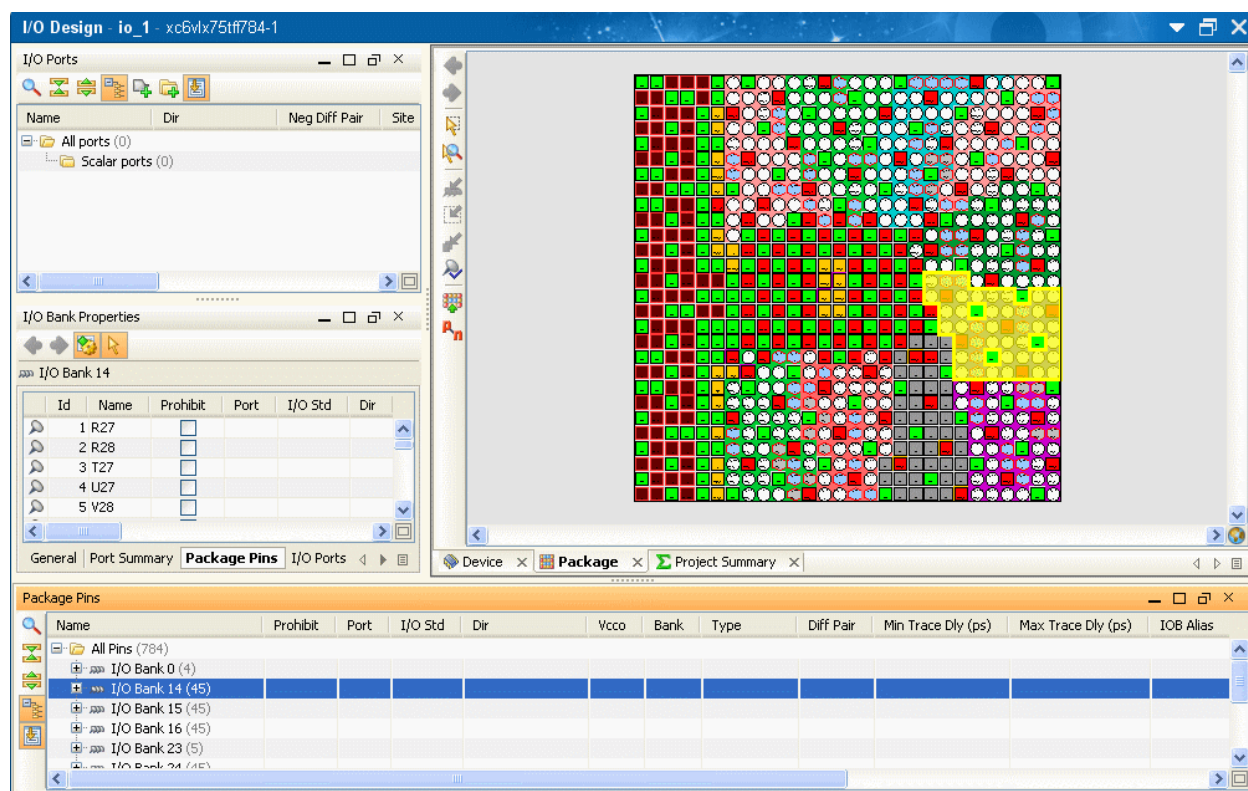 I/O Design - io_1 - xc6vlx75tff784-1
I/O Ports
Name Dir Neg Diff Pair Site
All ports (0)
Scalar ports (0)
I/O Bank Properties
I/O Bank 14
Id Name Prohibit Port I/O Std Dir
1 R27
2 R28
3 T27
4 U27
5 V28
General Port Summary Package Pins I/O Ports
Device Package Project Summary
Package Pins
Name Prohibit Port I/O Std Dir Vcco Bank Type Diff Pair Min Trace Dly (ps) Max Trace Dly (ps) IOB Alias
All Pins (784)
I/O Bank 0 (4)
I/O Bank 14 (45)
I/O Bank 15 (45)
I/O Bank 16 (45)
I/O Bank 23 (5)
I/O Bank 24 (45)